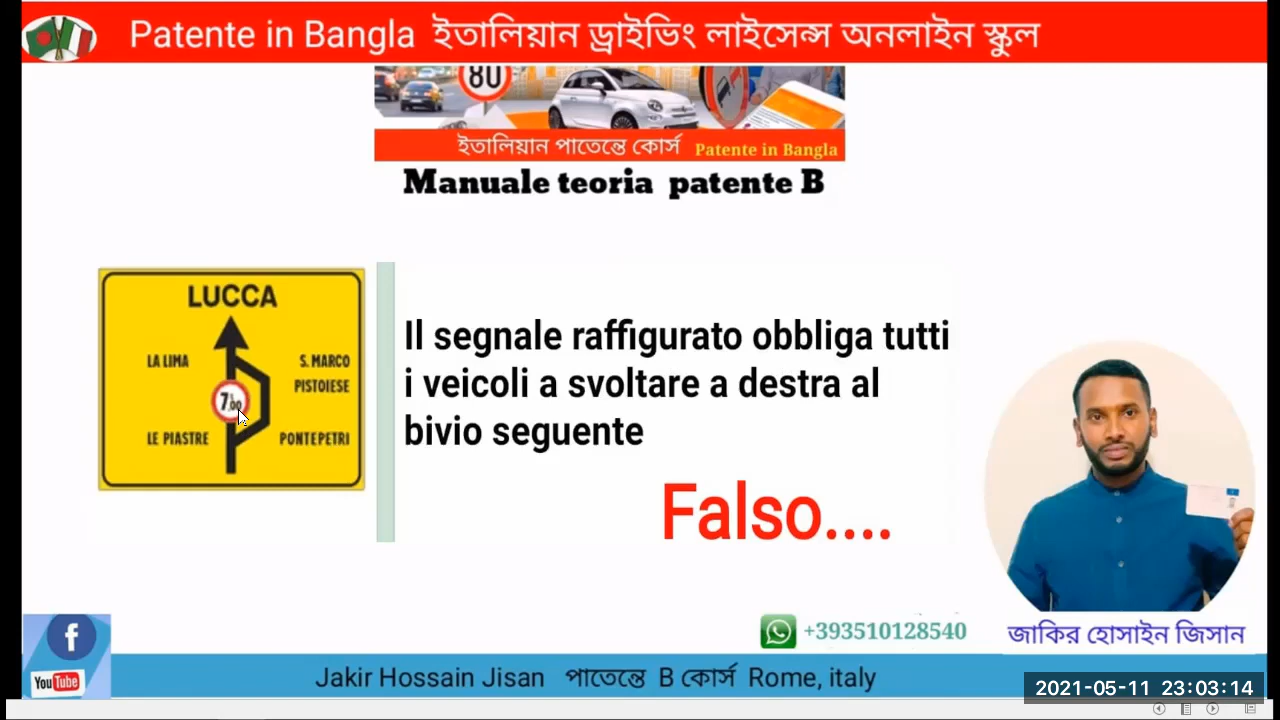 Patente in Bangla ইতালিয়ান ড্রাইভিং লাইসেন্স অনলাইন স্কুল
80
ইতালিয়ান পাতেন্তে কোর্স Patente in Bangla
Manuale teoria patente B
LUCCA
LA LIMA
S. MARCO
PISTOIESE
LE PIASTRE
PONTEPETRI
Il segnale raffigurato obbliga tutti
i veicoli a svoltare a destra al
bivio seguente
Falso....
f
You Tube
+393510128540
জাকির হোসাইন জিসান
Jakir Hossain Jisan পাতেন্তে B কোর্স Rome, italy
2021-05-11 23:03:14